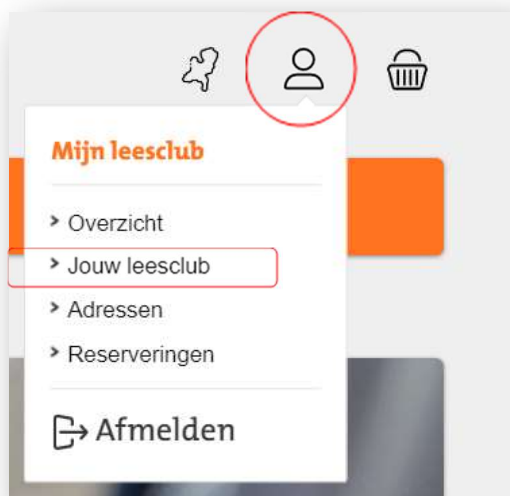 Mijn leesclub
Overzicht
Jouw leesclub
Adressen
Reserveringen
Afmelden